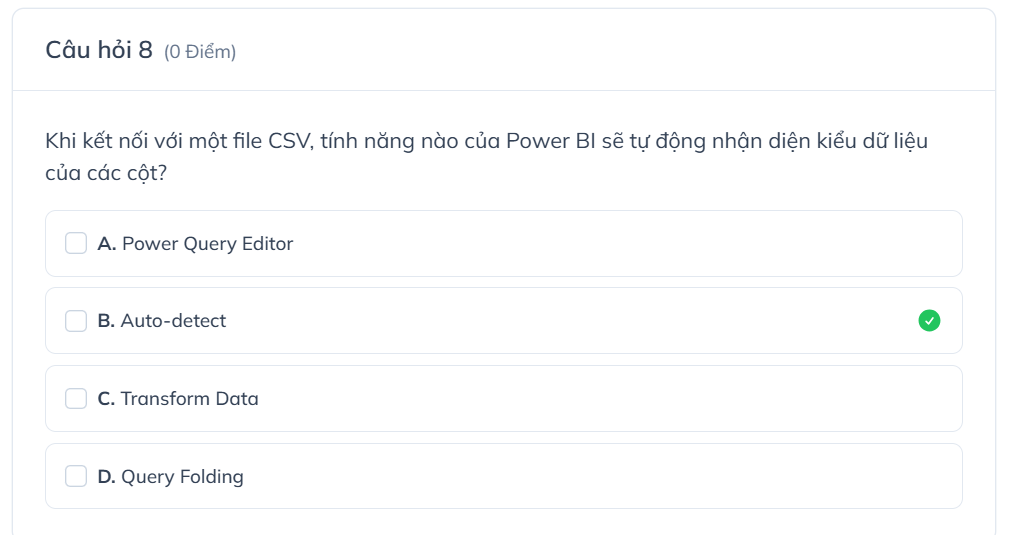 Câu hỏi 8 (0 Điểm)
Khi kết nối với một file CSV, tính năng nào của Power BI sẽ tự động nhận diện kiểu dữ liệu
của các cột?
A. Power Query Editor
B. Auto-detect
C. Transform Data
D. Query Folding